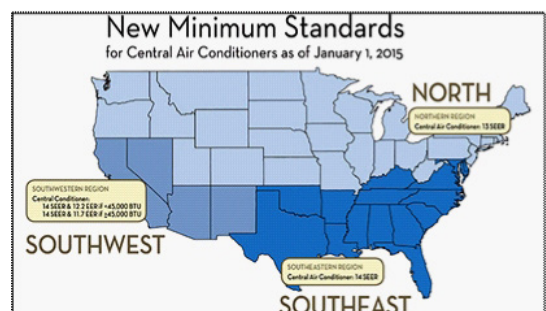 New Minimum Standards
for Central Air Conditioners as of January 1, 2015
NORTH
NORTHERN REGION
Central Air Conditioner: 13 SEER
SOUTHWESTERN REGION
Central Conditioner:
14 SEER & 12.2 EER if <45,000 BTU
14 SEER & 11.7 EER if ≥45,000 BTU
SOUTHWEST
SOUTHEASTERN REGION
Central Air Conditioner: 14 SEER
SOUTHEAST